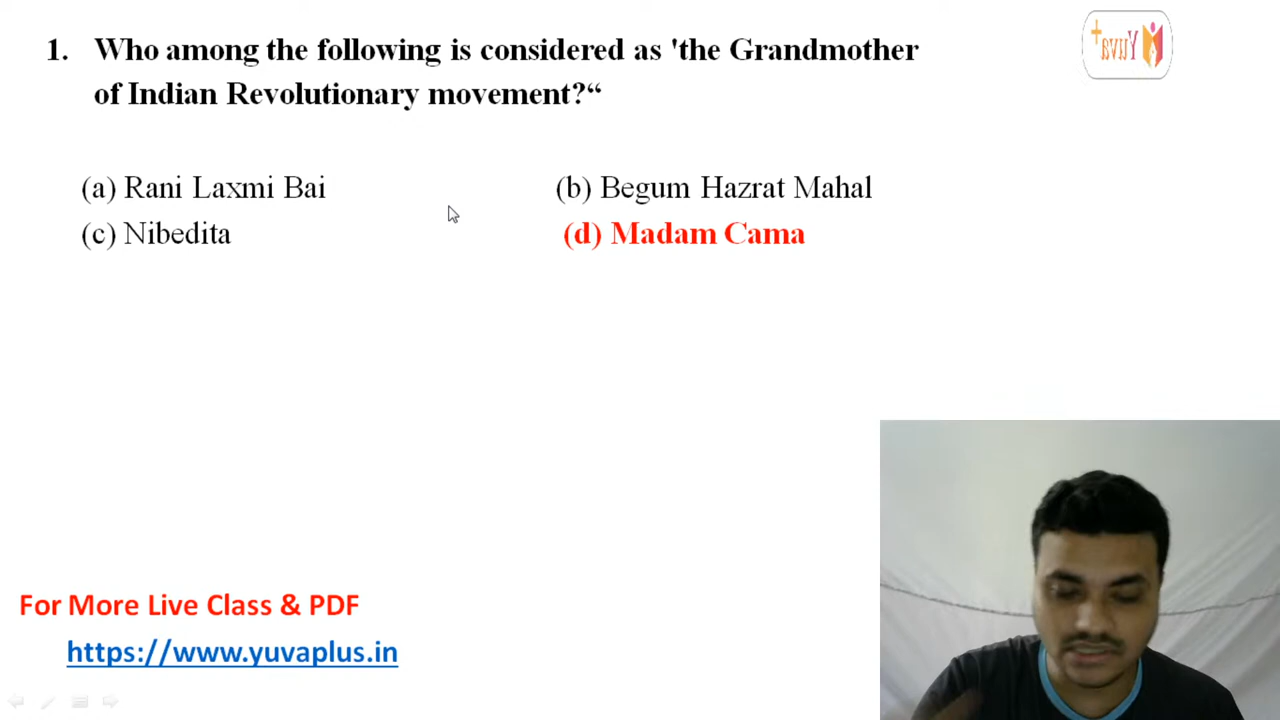 1. Who among the following is considered as 'the Grandmother
of Indian Revolutionary movement?“
(a) Rani Laxmi Bai (b) Begum Hazrat Mahal
(c) Nibedita (d) Madam Cama
For More Live Class & PDF
https://www.yuvaplus.in
Yuva+